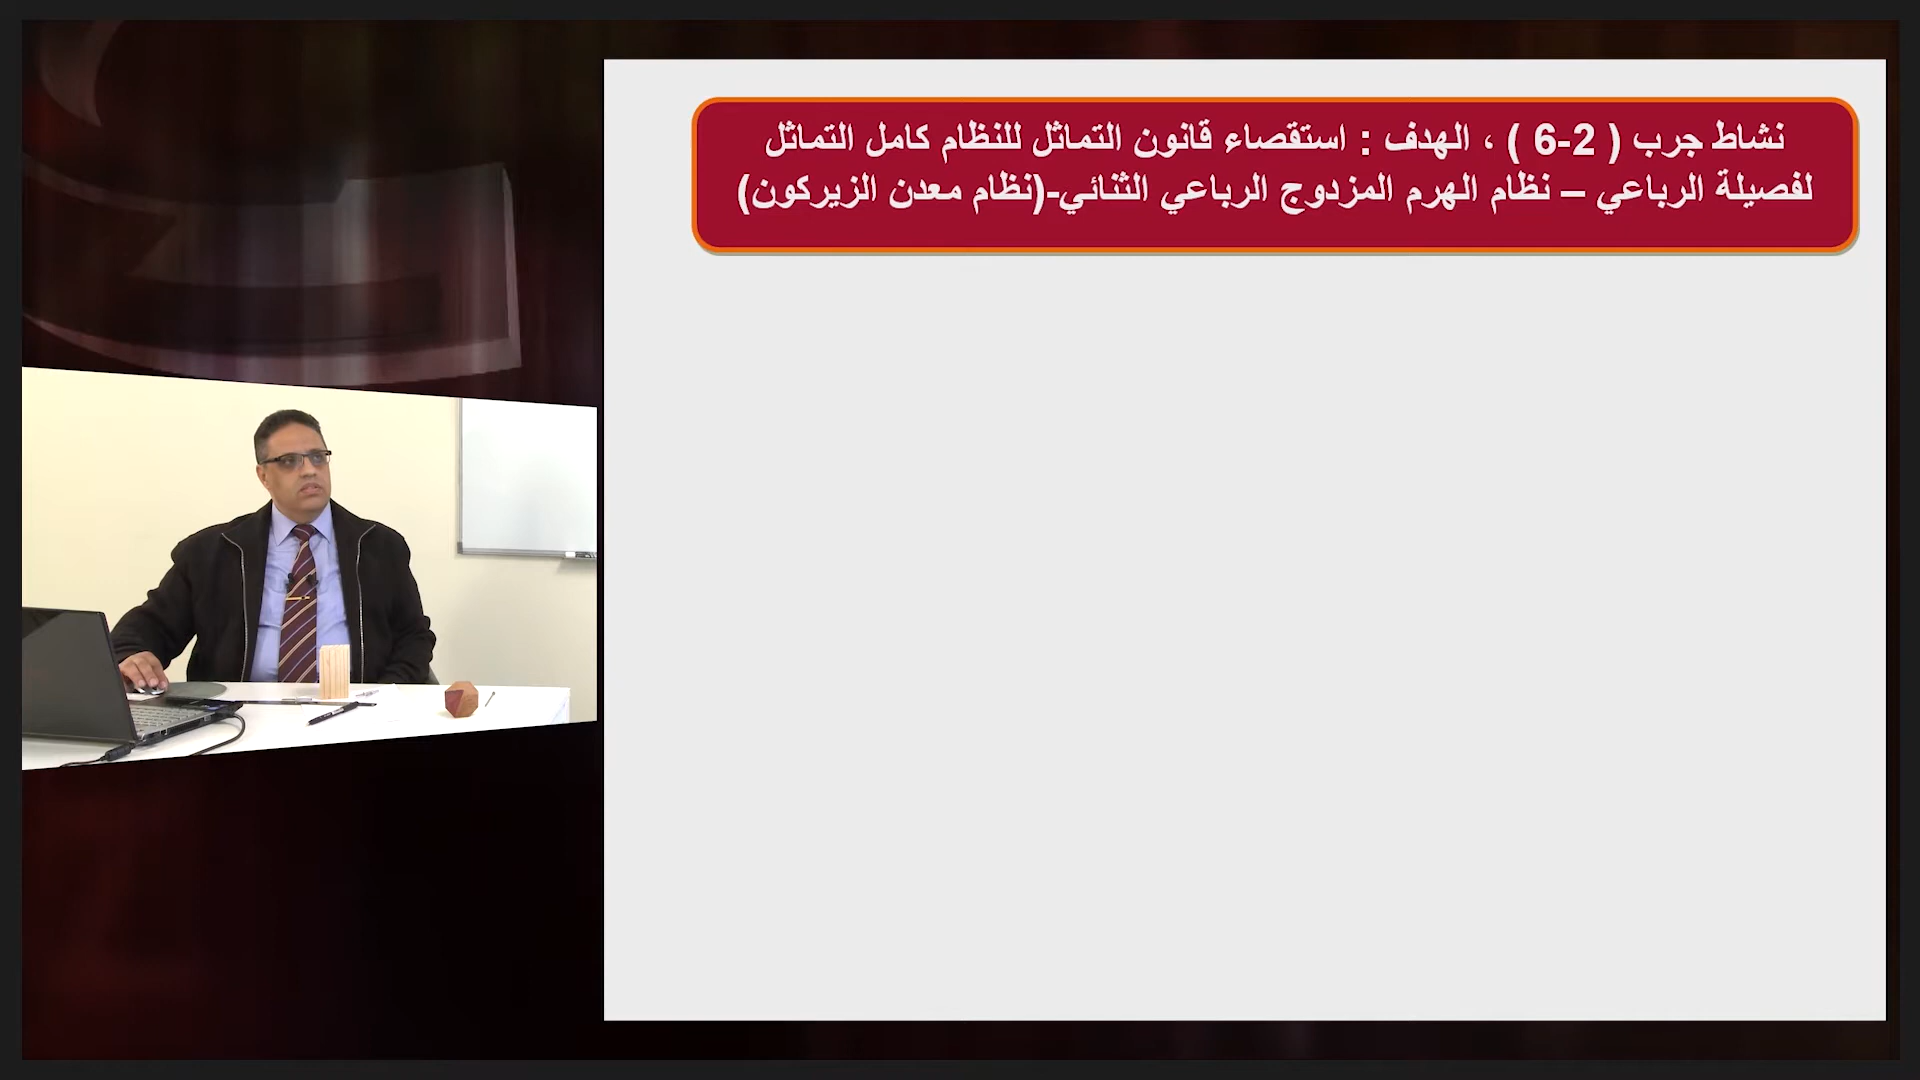 نشاط جرب ( 2-6 ) ، الهدف : استقصاء قانون التماثل للنظام كامل التماثل
لفصيلة الرباعي – نظام الهرم المزدوج الرباعي الثنائي-(نظام معدن الزيركون)